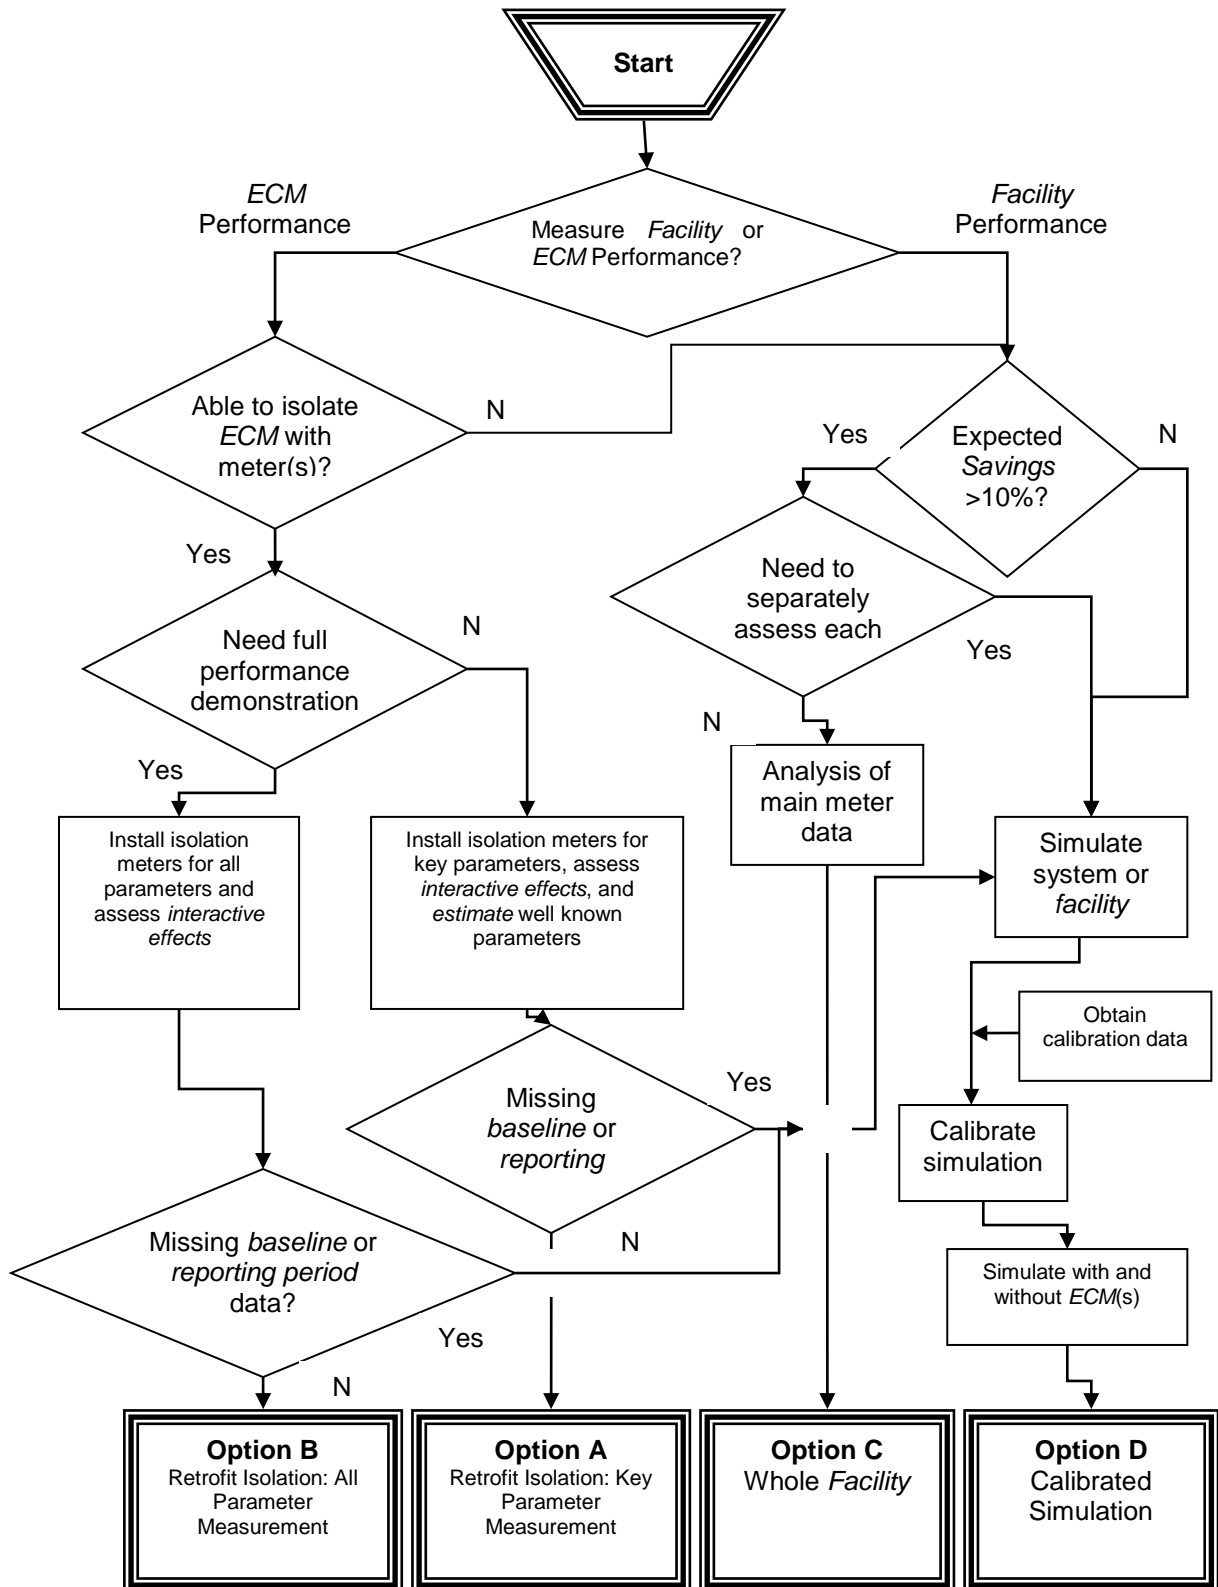 Start
ECM
Performance
Facility
Performance
Measure Facility or
ECM Performance?
Able to isolate
ECM with
meter(s)?
N
Yes
Expected
Savings
>10%?
N
Yes
Need to
separately
assess each
Yes
N
Need full
performance
demonstration
N
Yes
Analysis of
main meter
data
Install isolation
meters for all
parameters and
assess interactive
effects
Install isolation meters for
key parameters, assess
interactive effects, and
estimate well known
parameters
Simulate
system or
facility
Obtain
calibration data
Missing
baseline or
reporting
Yes
N
Calibrate
simulation
Missing baseline or
reporting period
data?
Yes
N
Simulate with and
without ECM(s)
Option B
Retrofit Isolation: All
Parameter
Measurement
Option A
Retrofit Isolation: Key
Parameter
Measurement
Option C
Whole Facility
Option D
Calibrated
Simulation